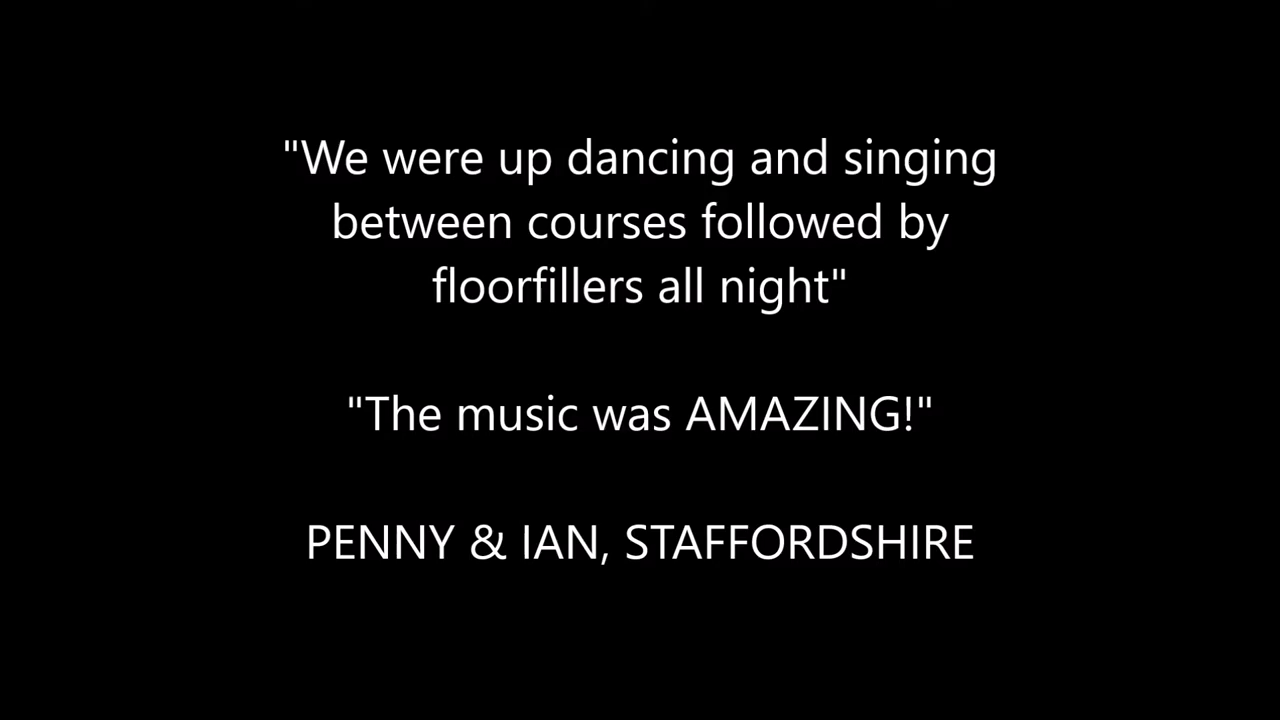 "We were up dancing and singing
between courses followed by
floorfillers all night"
"The music was AMAZING!"
PENNY & IAN, STAFFORDSHIRE